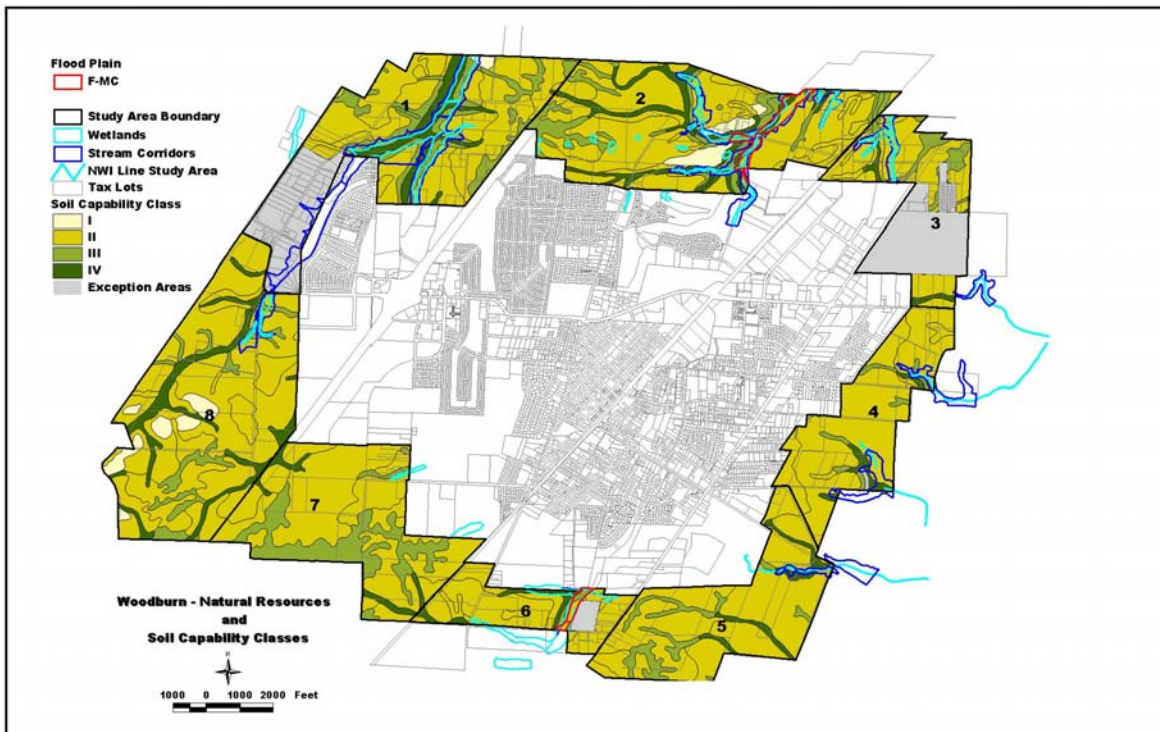 Flood Plain
F-MC
Study Area Boundary
Wetlands
Stream Corridors
NWI Line Study Area
Tax Lots
Soil Capability Class
I
II
III
IV
Exception Areas
1
2
3
4
5
6
7
8
Woodburn - Natural Resources
and
Soil Capability Classes
N
1000 0 1000 2000 Feet